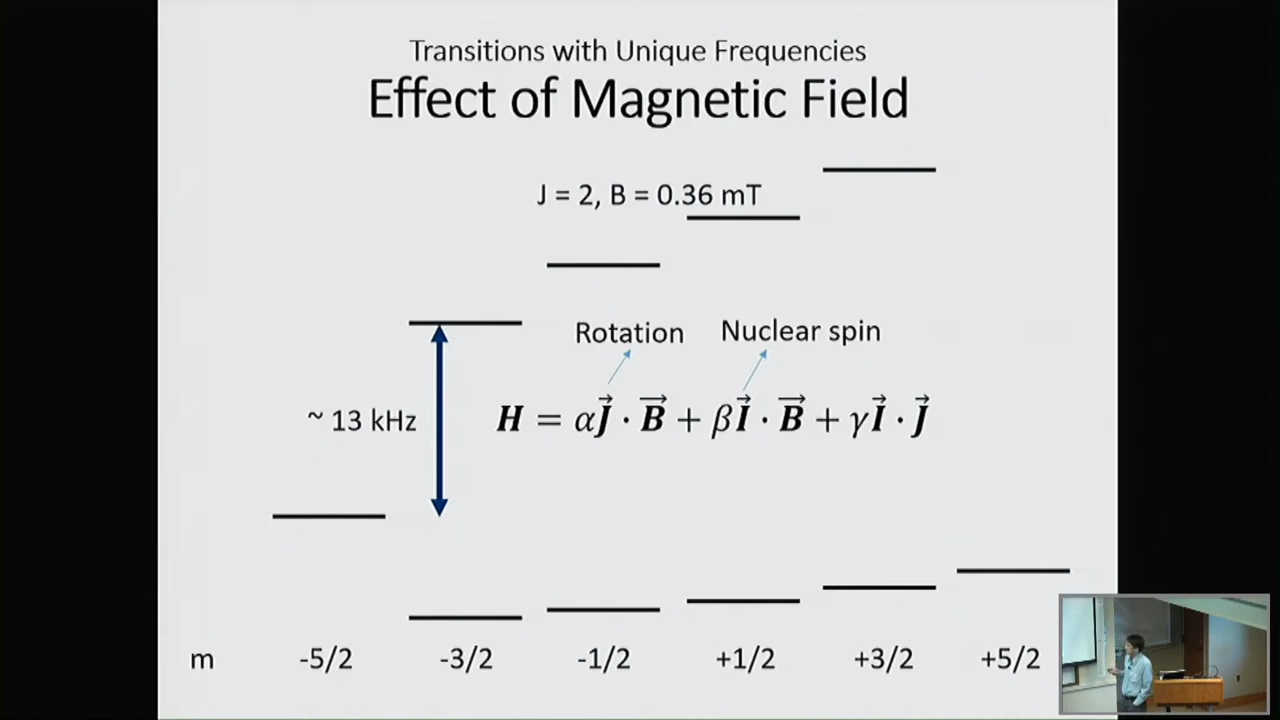 Transitions with Unique Frequencies
Effect of Magnetic Field
J = 2, B = 0.36 mT
Rotation
Nuclear spin
~ 13 kHz
H = αJ⃗ · B⃗ + βI⃗ · B⃗ + γI⃗ · J⃗
m -5/2 -3/2 -1/2 +1/2 +3/2 +5/2